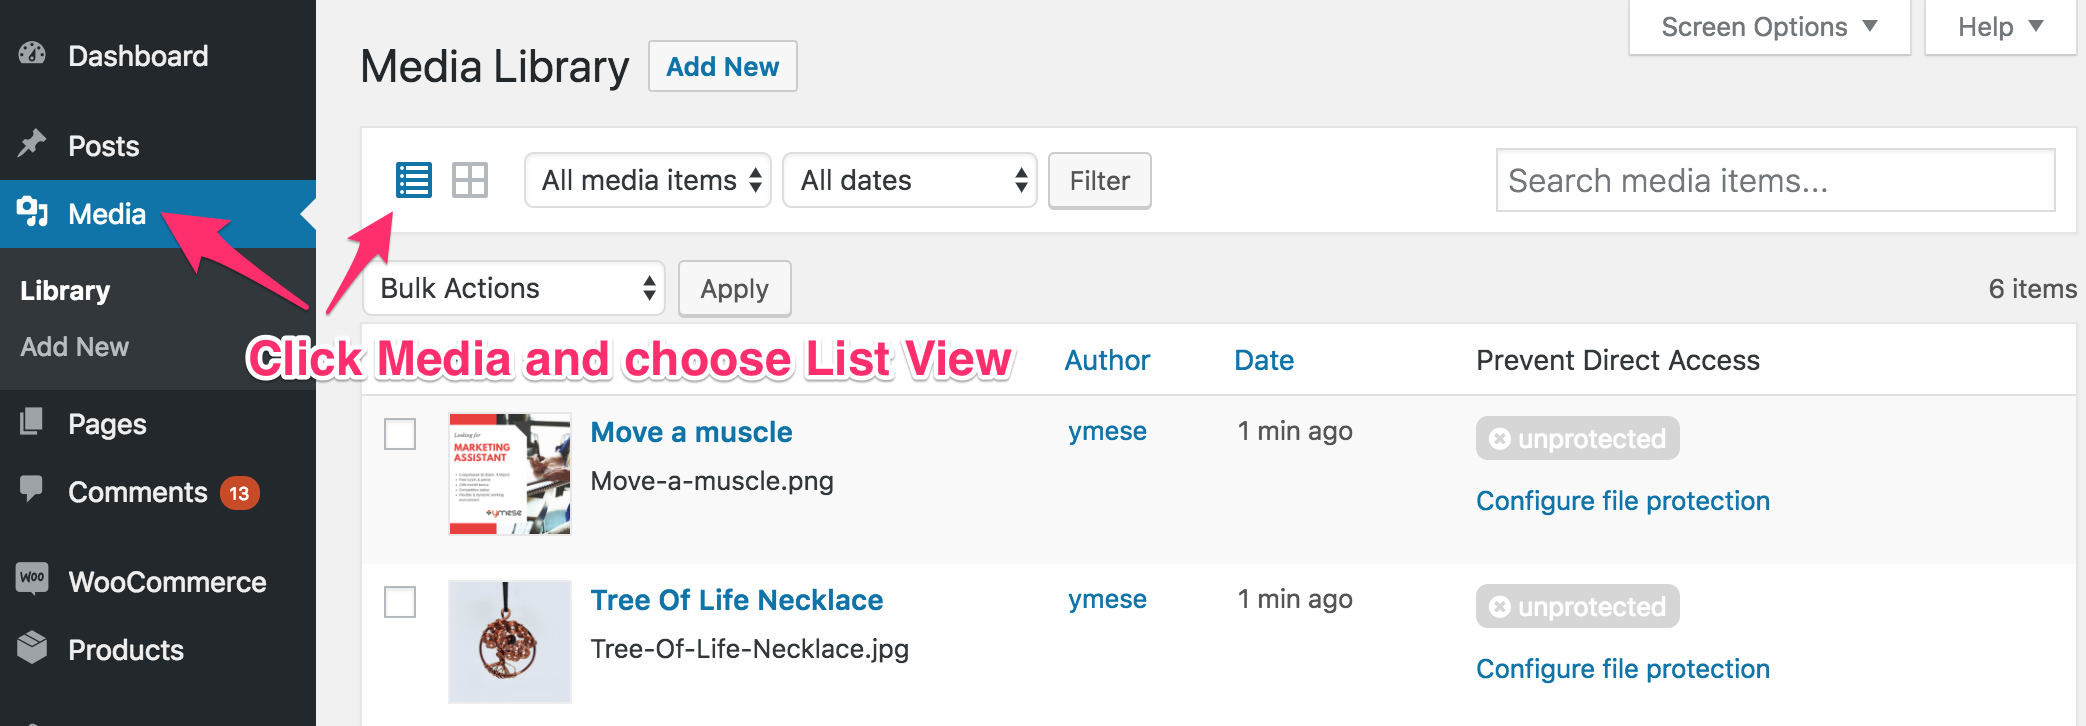 Dashboard
Posts
Media
Library
Add New
Pages
Comments 13
WooCommerce
Products
Screen Options
Help
Media Library
Add New
All media items
All dates
Filter
Search media items...
Bulk Actions
Apply
6 items
Click Media and choose List View
Author
Date
Prevent Direct Access
Looking for
MARKETING
ASSISTANT
ymese
Move a muscle
Move-a-muscle.png
ymese
1 min ago
unprotected
Configure file protection
Tree Of Life Necklace
Tree-Of-Life-Necklace.jpg
ymese
1 min ago
unprotected
Configure file protection